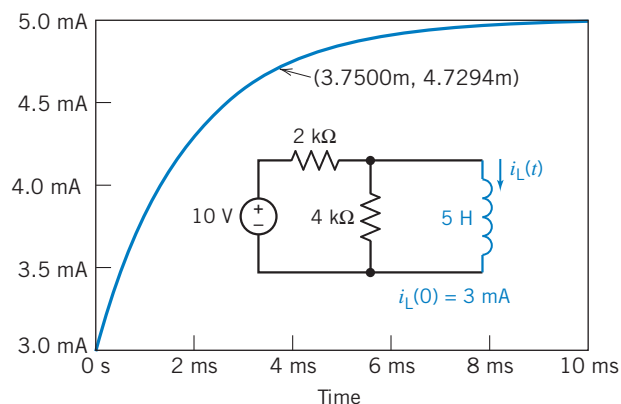 5.0 mA
(3.7500m, 4.7294m)
4.5 mA
2 kΩ
iL(t)
4.0 mA
10 V
+
−
4 kΩ
5 H
3.5 mA
iL(0) = 3 mA
3.0 mA
0 s
2 ms
4 ms
6 ms
8 ms
10 ms
Time